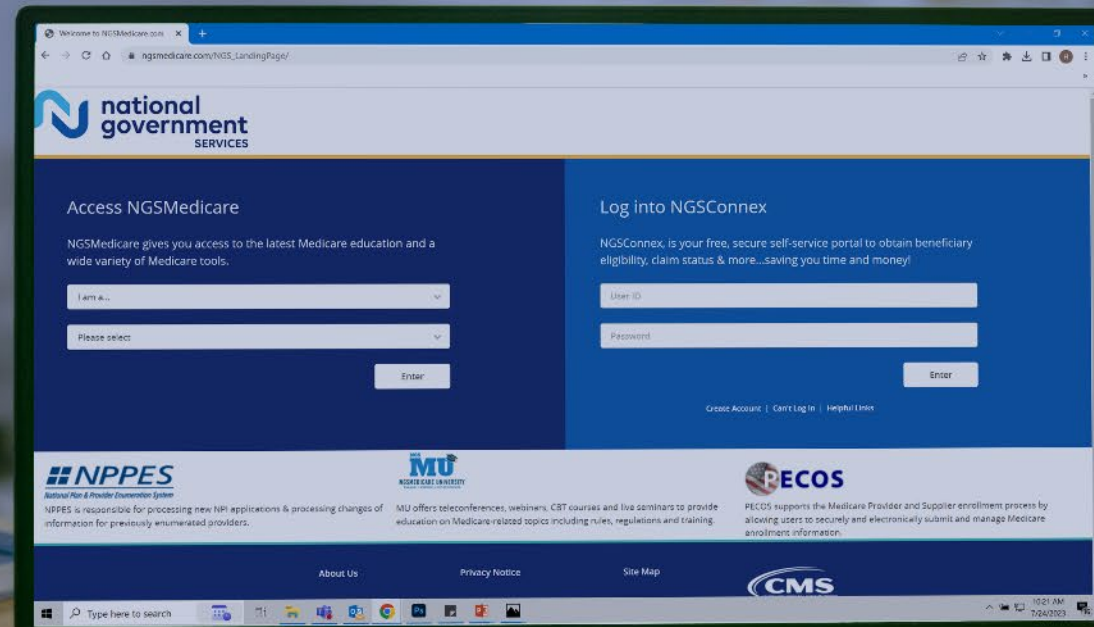 Welcome to NGSMedicare.com
ngsmedicare.com/NGS_LandingPage/
national
government
SERVICES
Access NGSMedicare
NGSMedicare gives you access to the latest Medicare education and a
wide variety of Medicare tools.
I am a...
Please select
Enter
Log into NGSConnex
NGSConnex, is your free, secure self-service portal to obtain beneficiary
eligibility, claim status & more...saving you time and money!
User ID
Password
Enter
Create Account | Can't Log In | Helpful Links
NPPES
National Plan & Provider Enumeration System
NPPES is responsible for processing new NPI applications & processing changes of
information for previously enumerated providers.
MU
NGSMEDICARE UNIVERSITY
MU offers teleconferences, webinars, CBT courses and live seminars to provide
education on Medicare-related topics including rules, regulations and training.
PECOS
PECOS supports the Medicare Provider and Supplier enrollment process by
allowing users to securely and electronically submit and manage Medicare
enrollment information.
About Us
Privacy Notice
Site Map
CMS
Type here to search
10:21 AM
7/24/2023